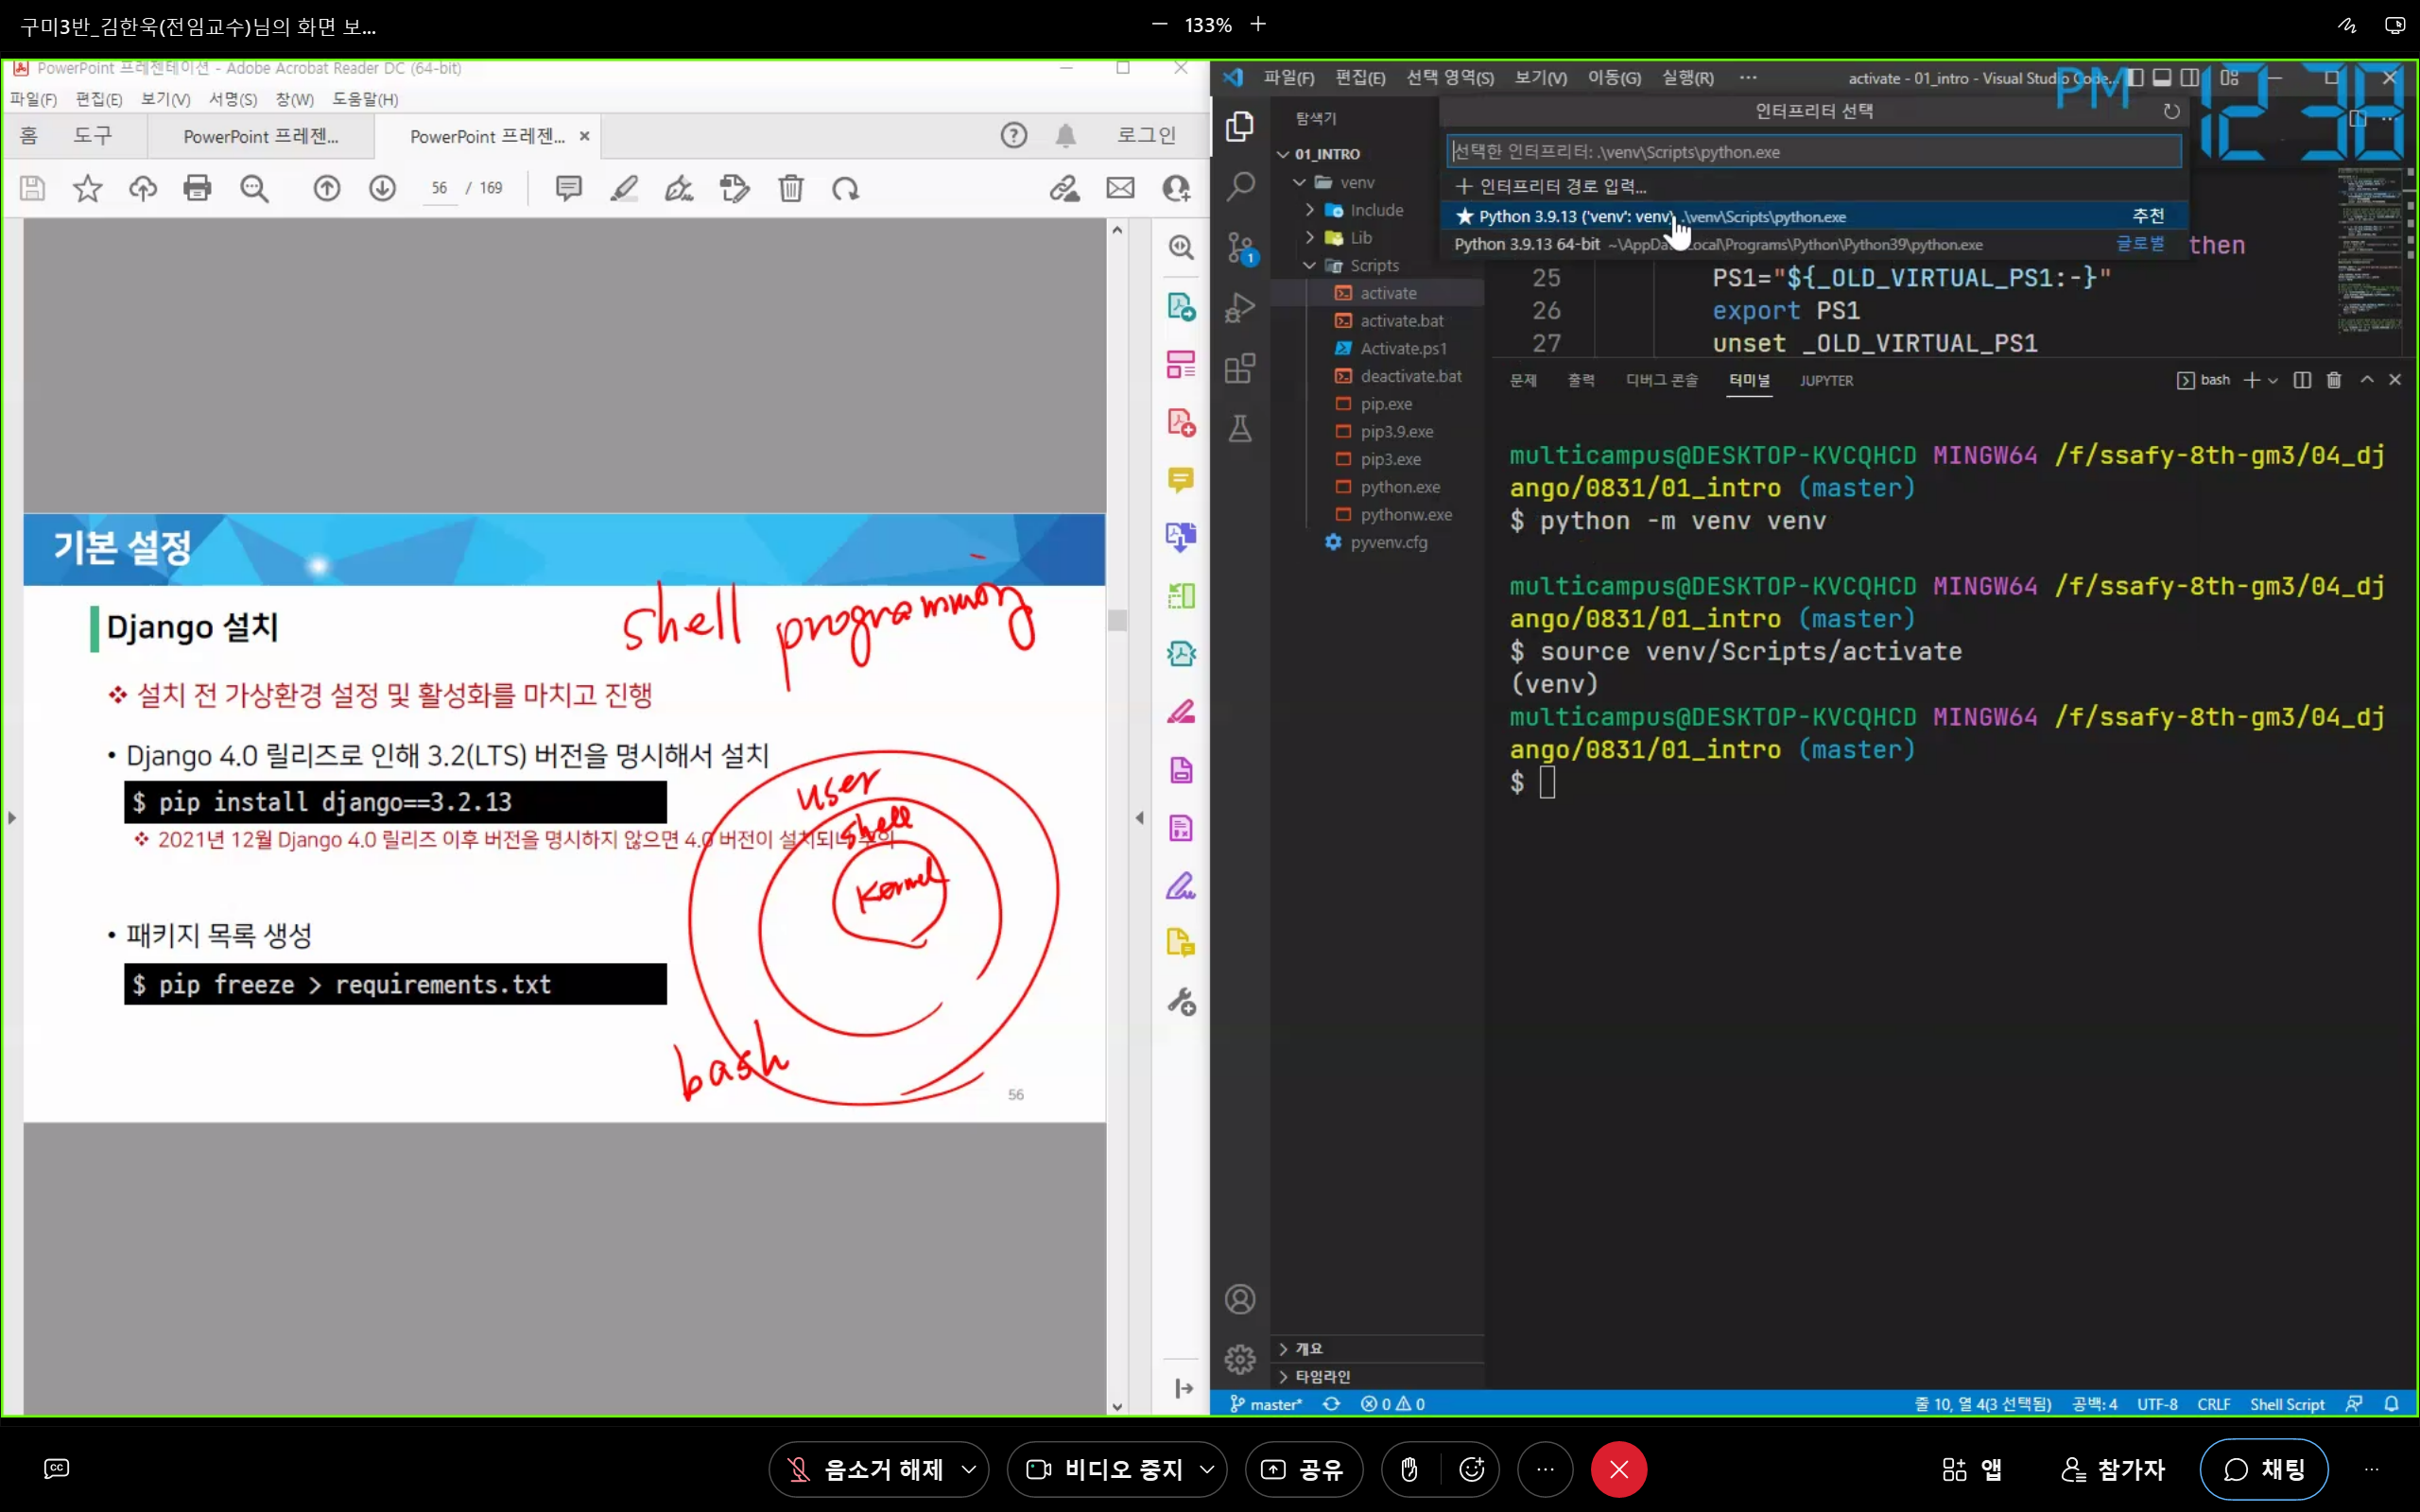 구미3반_김한욱(전임교수)님의 화면 보...
133%
PowerPoint 프레젠테이션 - Adobe Acrobat Reader DC (64-bit)
파일(F) 편집(E) 보기(V) 서명(S) 창(W) 도움말(H)
홈 도구 PowerPoint 프레젠... PowerPoint 프레젠... 로그인
56 / 169
기본 설정
shell programming
Django 설치
❖ 설치 전 가상환경 설정 및 활성화를 마치고 진행
• Django 4.0 릴리즈로 인해 3.2(LTS) 버전을 명시해서 설치
$ pip install django==3.2.13
❖ 2021년 12월 Django 4.0 릴리즈 이후 버전을 명시하지 않으면 4.0 버전이 설치되니
user
shell
Kernel
• 패키지 목록 생성
$ pip freeze > requirements.txt
bash
56
파일(F) 편집(E) 선택 영역(S) 보기(V) 이동(G) 실행(R) ··· activate - 01_intro - Visual Studio Code...
PM 12 38
탐색기
01_INTRO
venv
Include
Lib
Scripts
activate
activate.bat
Activate.ps1
deactivate.bat
pip.exe
pip3.9.exe
pip3.exe
python.exe
pythonw.exe
pyvenv.cfg
개요
타임라인
1
인터프리터 선택
선택한 인터프리터: .\venv\Scripts\python.exe
+ 인터프리터 경로 입력...
★ Python 3.9.13 ('venv': venv) .\venv\Scripts\python.exe 추천
Python 3.9.13 64-bit ~\AppData\Local\Programs\Python\Python39\python.exe 글로벌
then
25 PS1="${_OLD_VIRTUAL_PS1:-}"
26 export PS1
27 unset _OLD_VIRTUAL_PS1
문제 출력 디버그 콘솔 터미널 JUPYTER bash
multicampus@DESKTOP-KVCQHCD MINGW64 /f/ssafy-8th-gm3/04_dj
ango/0831/01_intro (master)
$ python -m venv venv
multicampus@DESKTOP-KVCQHCD MINGW64 /f/ssafy-8th-gm3/04_dj
ango/0831/01_intro (master)
$ source venv/Scripts/activate
(venv)
multicampus@DESKTOP-KVCQHCD MINGW64 /f/ssafy-8th-gm3/04_dj
ango/0831/01_intro (master)
$
master* 0 0 줄 10, 열 4(3 선택됨) 공백: 4 UTF-8 CRLF Shell Script
CC 음소거 해제 비디오 중지 공유 앱 참가자 채팅